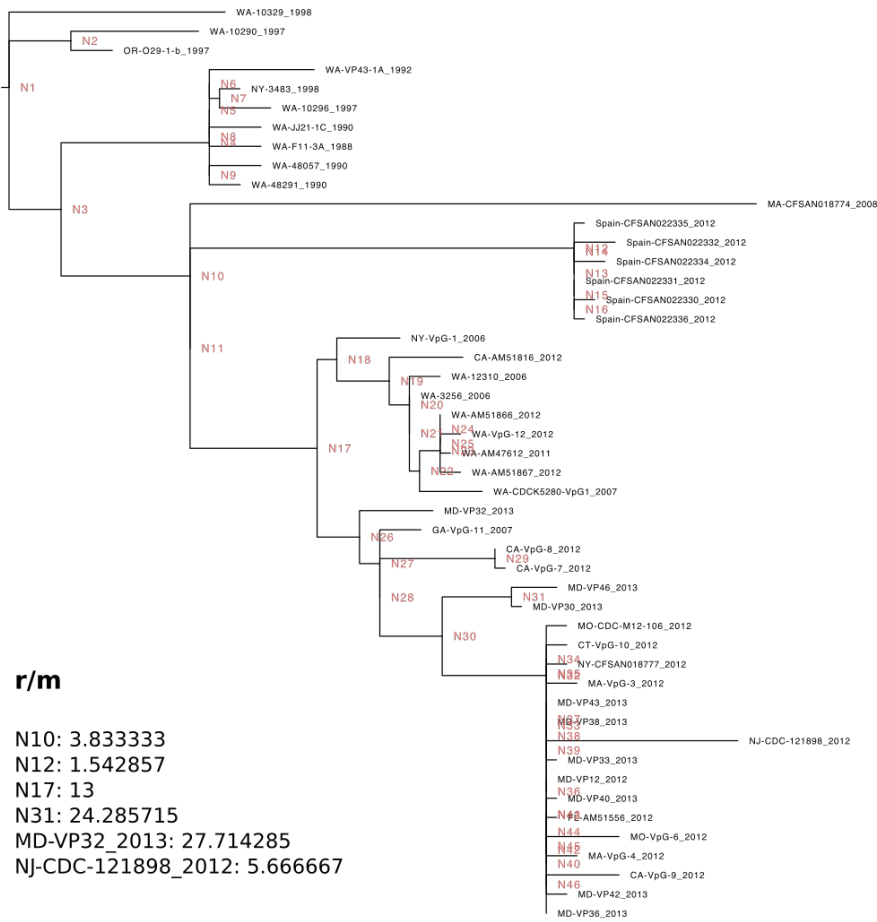 WA-10329_1998
WA-10290_1997
N2
OR-O29-1-b_1997
WA-VP43-1A_1992
N6
N1
NY-3483_1998
N7
WA-10296_1997
N5
WA-JJ21-1C_1990
N8
WA-F11-3A_1988
WA-48057_1990
N9
WA-48291_1990
MA-CFSAN018774_2008
N3
Spain-CFSAN022335_2012
Spain-CFSAN022332_2012
N12
N14
Spain-CFSAN022334_2012
N10
N13
Spain-CFSAN022331_2012
N15
Spain-CFSAN022330_2012
N16
Spain-CFSAN022336_2012
NY-VpG-1_2006
N11
CA-AM51816_2012
N18
WA-12310_2006
N19
WA-3256_2006
N20
WA-AM51866_2012
N24
WA-VpG-12_2012
N21
N25
N17
WA-AM47612_2011
WA-AM51867_2012
N22
WA-CDCK5280-VpG1_2007
MD-VP32_2013
GA-VpG-11_2007
N26
CA-VpG-8_2012
N29
N27
CA-VpG-7_2012
MD-VP46_2013
N28
N31
MD-VP30_2013
MO-CDC-M12-106_2012
N30
CT-VpG-10_2012
N34
NY-CFSAN018777_2012
MA-VpG-3_2012
MD-VP43_2013
MD-VP38_2013
N38
NJ-CDC-121898_2012
N39
MD-VP33_2013
MD-VP12_2012
N36
MD-VP40_2013
FL-AM51556_2012
N44
MO-VpG-6_2012
MA-VpG-4_2012
N40
CA-VpG-9_2012
N46
MD-VP42_2013
MD-VP36_2013
r/m
N10: 3.833333
N12: 1.542857
N17: 13
N31: 24.285715
MD-VP32_2013: 27.714285
NJ-CDC-121898_2012: 5.666667